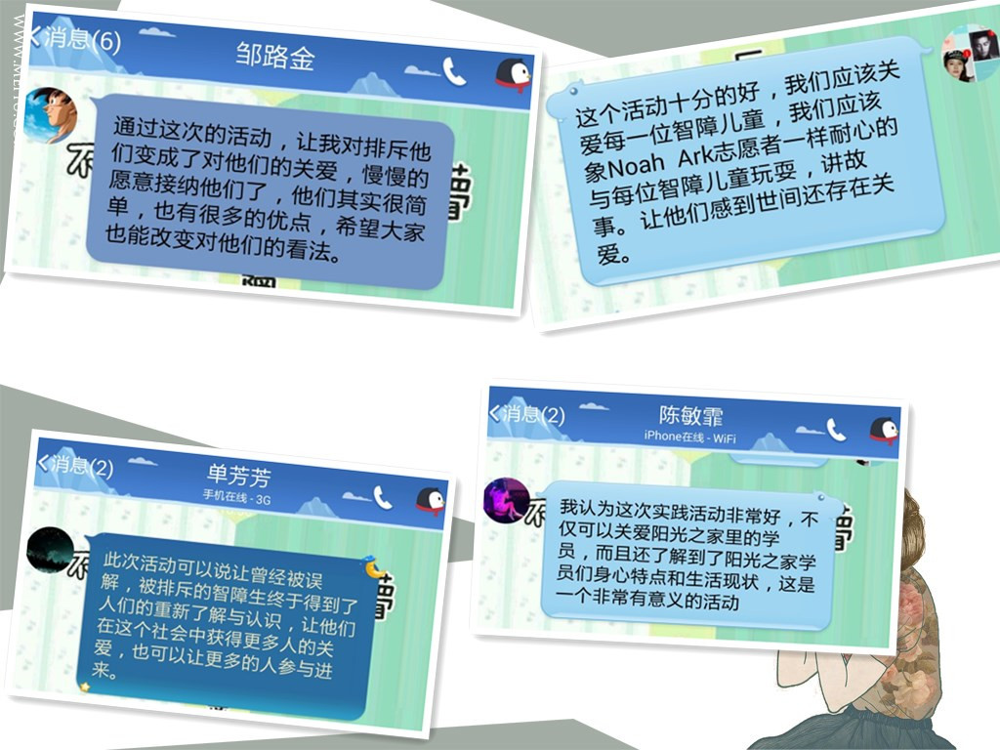 消息(6)
邹路金
通过这次的活动，让我对排斥他
们变成了对他们的关爱，慢慢的
愿意接纳他们了，他们其实很简
单，也有很多的优点，希望大家
也能改变对他们的看法。
这个活动十分的好，我们应该关
爱每一位智障儿童，我们应该
象Noah Ark志愿者一样耐心的
与每位智障儿童玩耍，讲故
事。让他们感到世间还存在关
爱。
消息(2)
单芳芳
手机在线 - 3G
此次活动可以说让曾经被误
解，被排斥的智障生终于得到了
人们的重新了解与认识，让他们
在这个社会中获得更多人的关
爱，也可以让更多的人参与进
来。
消息(2)
陈敏霏
iPhone在线 - WiFi
我认为这次实践活动非常好，不
仅可以关爱阳光之家里的学
员，而且还了解到了阳光之家学
员们身心特点和生活现状，这是
一个非常有意义的活动